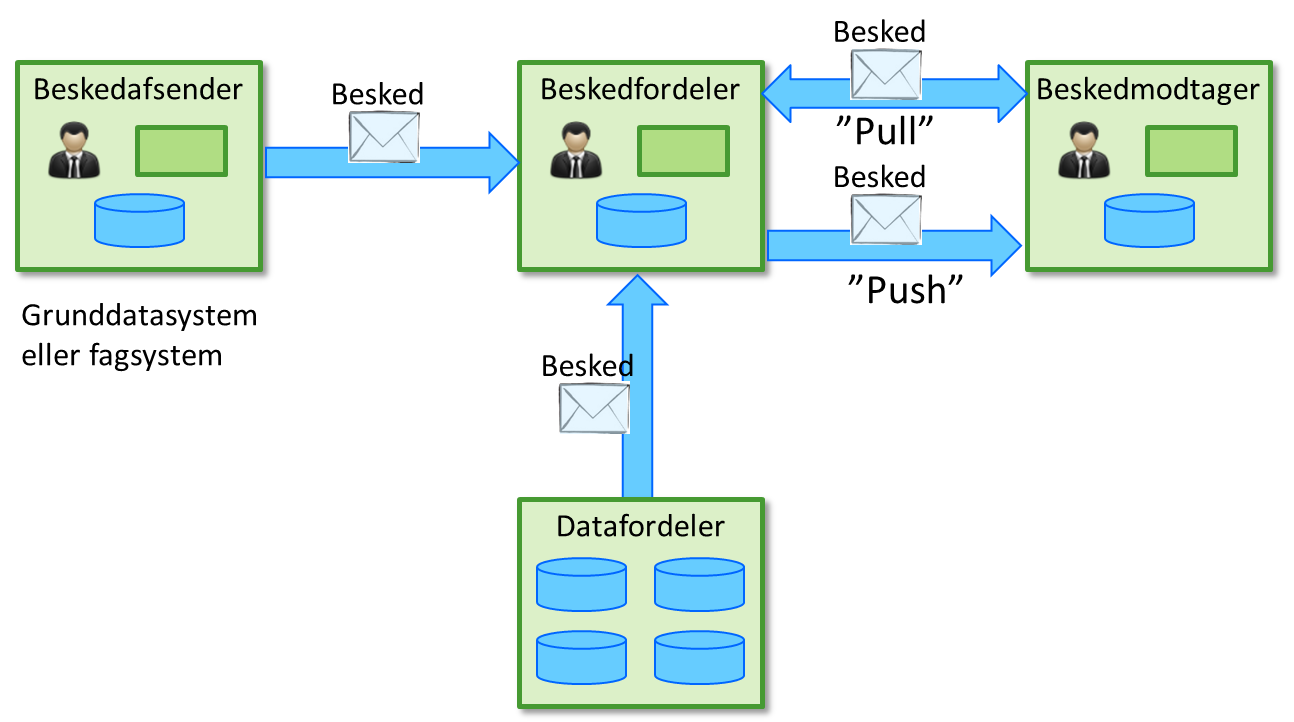 Besked
Beskedafsender
Besked
Beskedfordeler
Beskedmodtager
”Pull”
Besked
”Push”
Grunddatasystem
eller fagsystem
Besked
Datafordeler